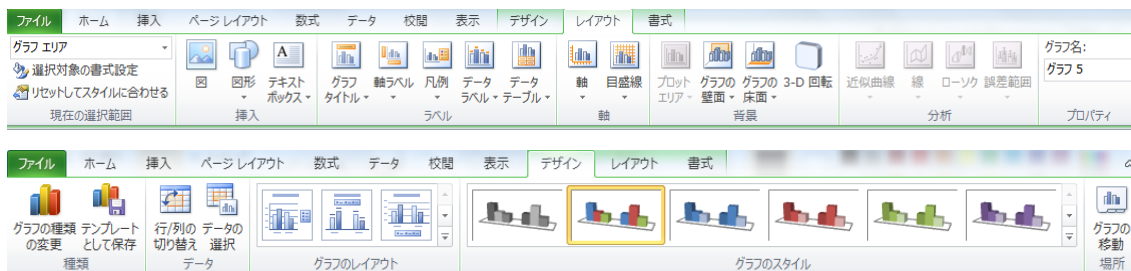 ファイル ホーム 挿入 ページ レイアウト 数式 データ 校閲 表示 デザイン レイアウト 書式
グラフ エリア
選択対象の書式設定
リセットしてスタイルに合わせる
現在の選択範囲
図
図形
テキスト
ボックス
挿入
グラフ
タイトル
軸ラベル
凡例
データ
ラベル
データ
テーブル
ラベル
軸
目盛線
軸
プロット
エリア
グラフの
壁面
グラフの
床面
3-D 回転
背景
近似曲線
線
ローソク
誤差範囲
分析
グラフ名:
グラフ 5
プロパティ
ファイル ホーム 挿入 ページ レイアウト 数式 データ 校閲 表示 デザイン レイアウト 書式
グラフの種類
の変更
テンプレート
として保存
種類
行/列の
切り替え
データの
選択
データ
グラフのレイアウト
グラフのスタイル
グラフの
移動
場所